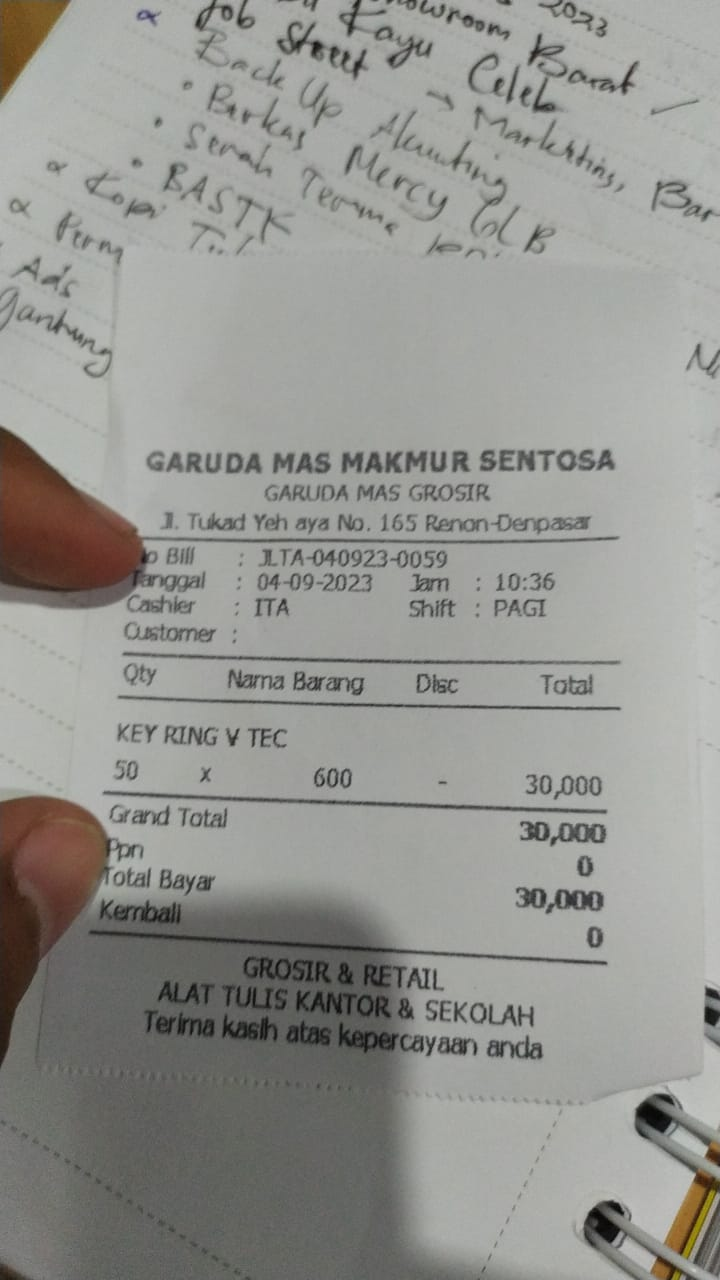 2023
Showroom Barat
Kayu Celeb
Job Street → Markehting, Bar
Back Up Akunting
• Berkas Mercy GLB
• Serah Terima
• BASTK
Kopi
Ads
gantung
GARUDA MAS MAKMUR SENTOSA
GARUDA MAS GROSIR
Jl. Tukad Yeh aya No. 165 Renon-Denpasar
No Bill : JLTA-040923-0059
Tanggal : 04-09-2023 Jam : 10:36
Cashier : ITA Shift : PAGI
Customer :
Qty Nama Barang Disc Total
KEY RING V TEC
50 x 600 - 30,000
Grand Total 30,000
Ppn 0
Total Bayar 30,000
Kembali 0
GROSIR & RETAIL
ALAT TULIS KANTOR & SEKOLAH
Terima kasih atas kepercayaan anda